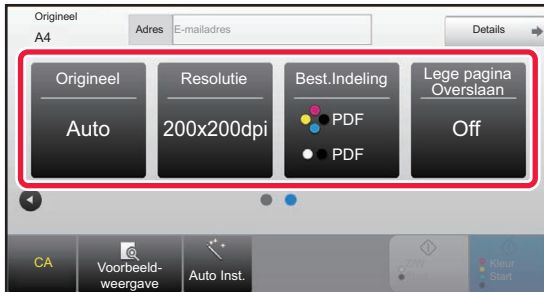 Origineel
A4
Adres
E-mailadres
Details
Origineel
Auto
Resolutie
200x200dpi
Best.Indeling
PDF
PDF
Lege pagina
Overslaan
Off
CA
Voorbeeld-
weergave
Auto Inst.
Z/W
Start
Kleur
Start